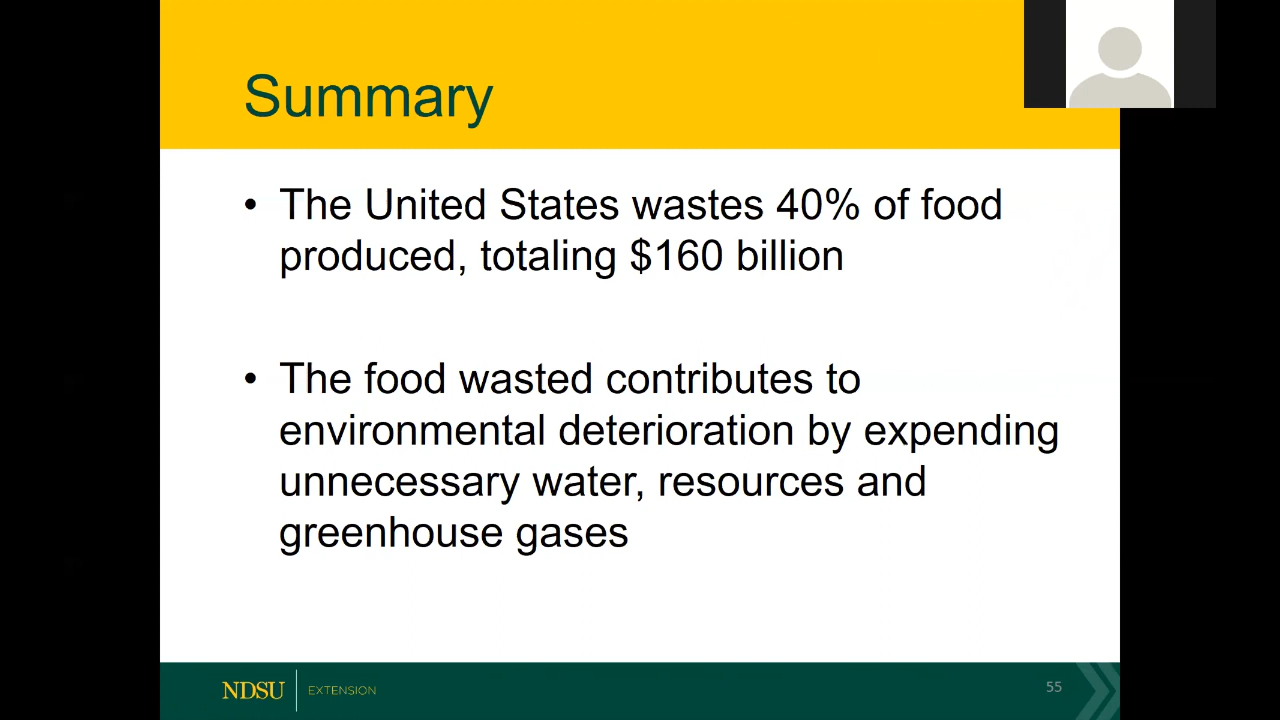 Summary
• The United States wastes 40% of food
produced, totaling $160 billion
• The food wasted contributes to
environmental deterioration by expending
unnecessary water, resources and
greenhouse gases
NDSU EXTENSION
55